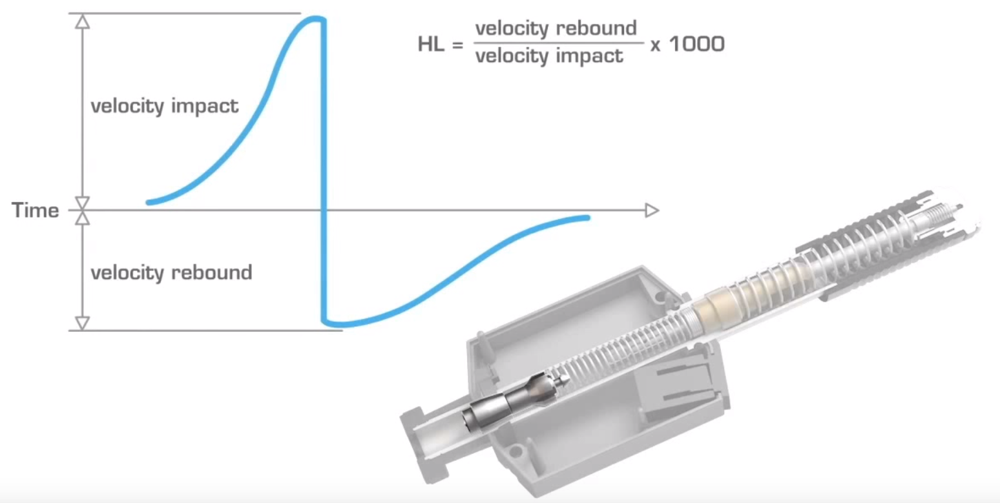 HL = velocity rebound / velocity impact x 1000
velocity impact
Time
velocity rebound